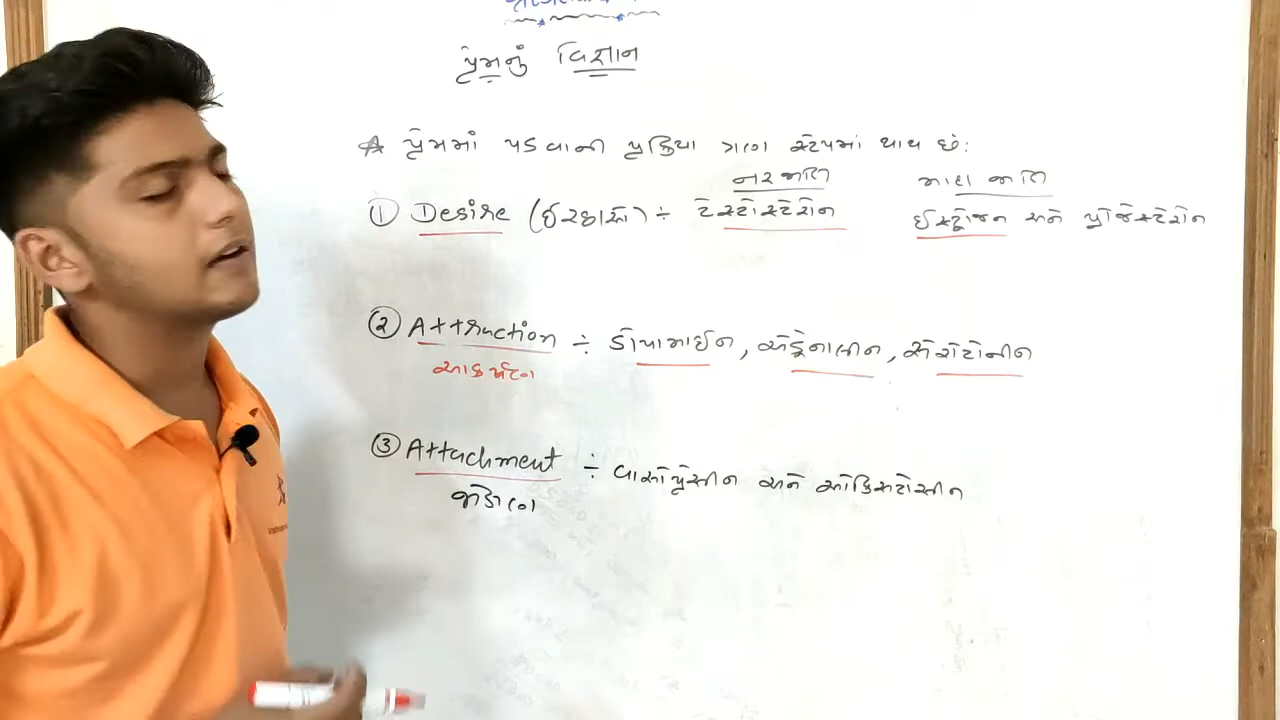 પ્રેમનું વિજ્ઞાન
પ્રેમમાં પડવાની પ્રક્રિયા ત્રણ સ્ટેપમાં થાય છે:
નરજાતિ માદા જાતિ
① Desire (ઈચ્છાઓ) ÷ ટેસ્ટોસ્ટેરોન ઈસ્ટ્રોજન અને પ્રોજેસ્ટેરોન
② Attraction ÷ ડોપામાઈન, એડ્રેનાલીન, સેરોટોનીન
આકર્ષણ
③ Attachment ÷ વાસોપ્રેસીન અને ઓક્સિટોસીન
જોડાણ